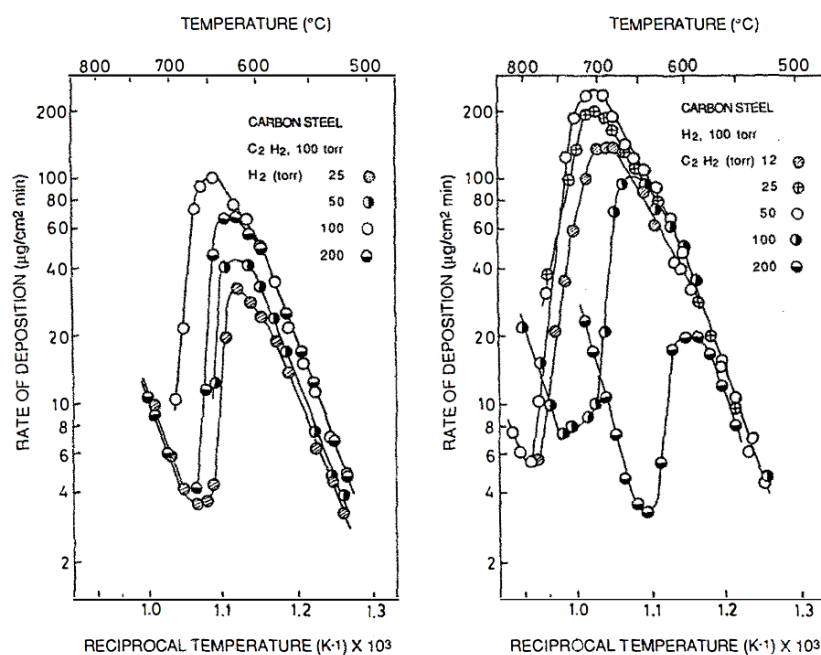 TEMPERATURE (°C)
800 700 600 500
200
100
80
60
40
20
10
8
6
4
2
RATE OF DEPOSITION (µg/cm2 min)
CARBON STEEL
C2 H2, 100 torr
H2 (torr) 25
50
100
200
1.0 1.1 1.2 1.3
RECIPROCAL TEMPERATURE (K-1) X 103
TEMPERATURE (°C)
800 700 600 500
200
100
80
60
40
20
10
8
6
4
2
RATE OF DEPOSITION (µg/cm2 min)
CARBON STEEL
H2, 100 torr
C2 H2 (torr) 12
25
50
100
200
1.0 1.1 1.2 1.3
RECIPROCAL TEMPERATURE (K-1) X 103